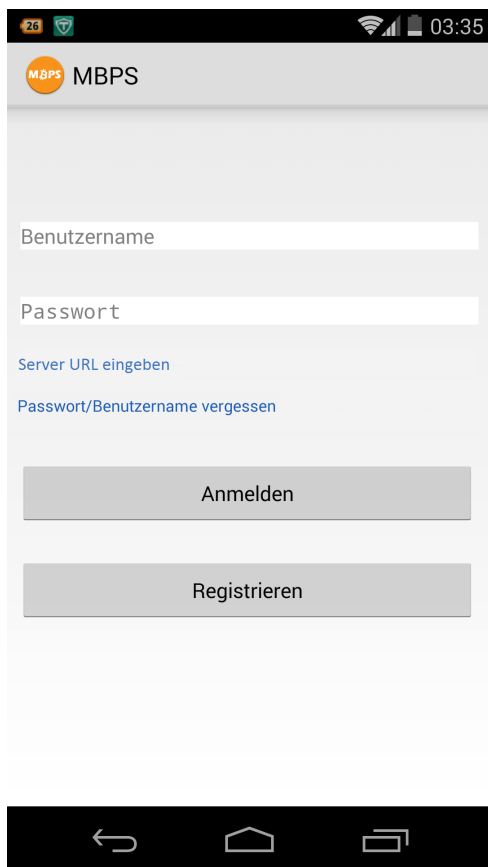 26
T
03:35
MBPS MBPS
Benutzername
Passwort
Server URL eingeben
Passwort/Benutzername vergessen
Anmelden
Registrieren